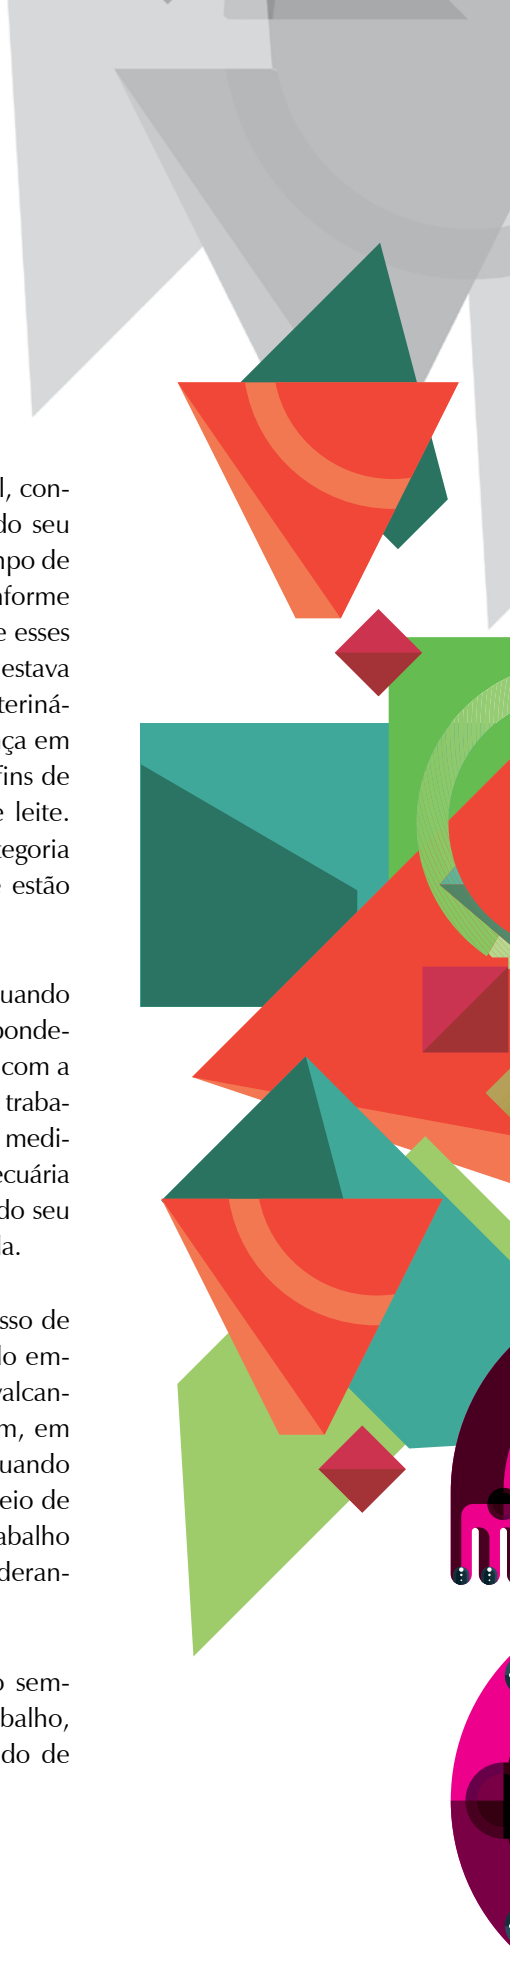 l, con-
do seu
mpo de
nforme
e esses
estava
teriná-
nça em
fins de
e leite.
tegoria
e estão
uando
ponde-
com a
traba-
medi-
ecuária
do seu
la.
sso de
lo em-
valcan-
m, em
uando
eio de
abalho
deran-
o sem-
balho,
do de